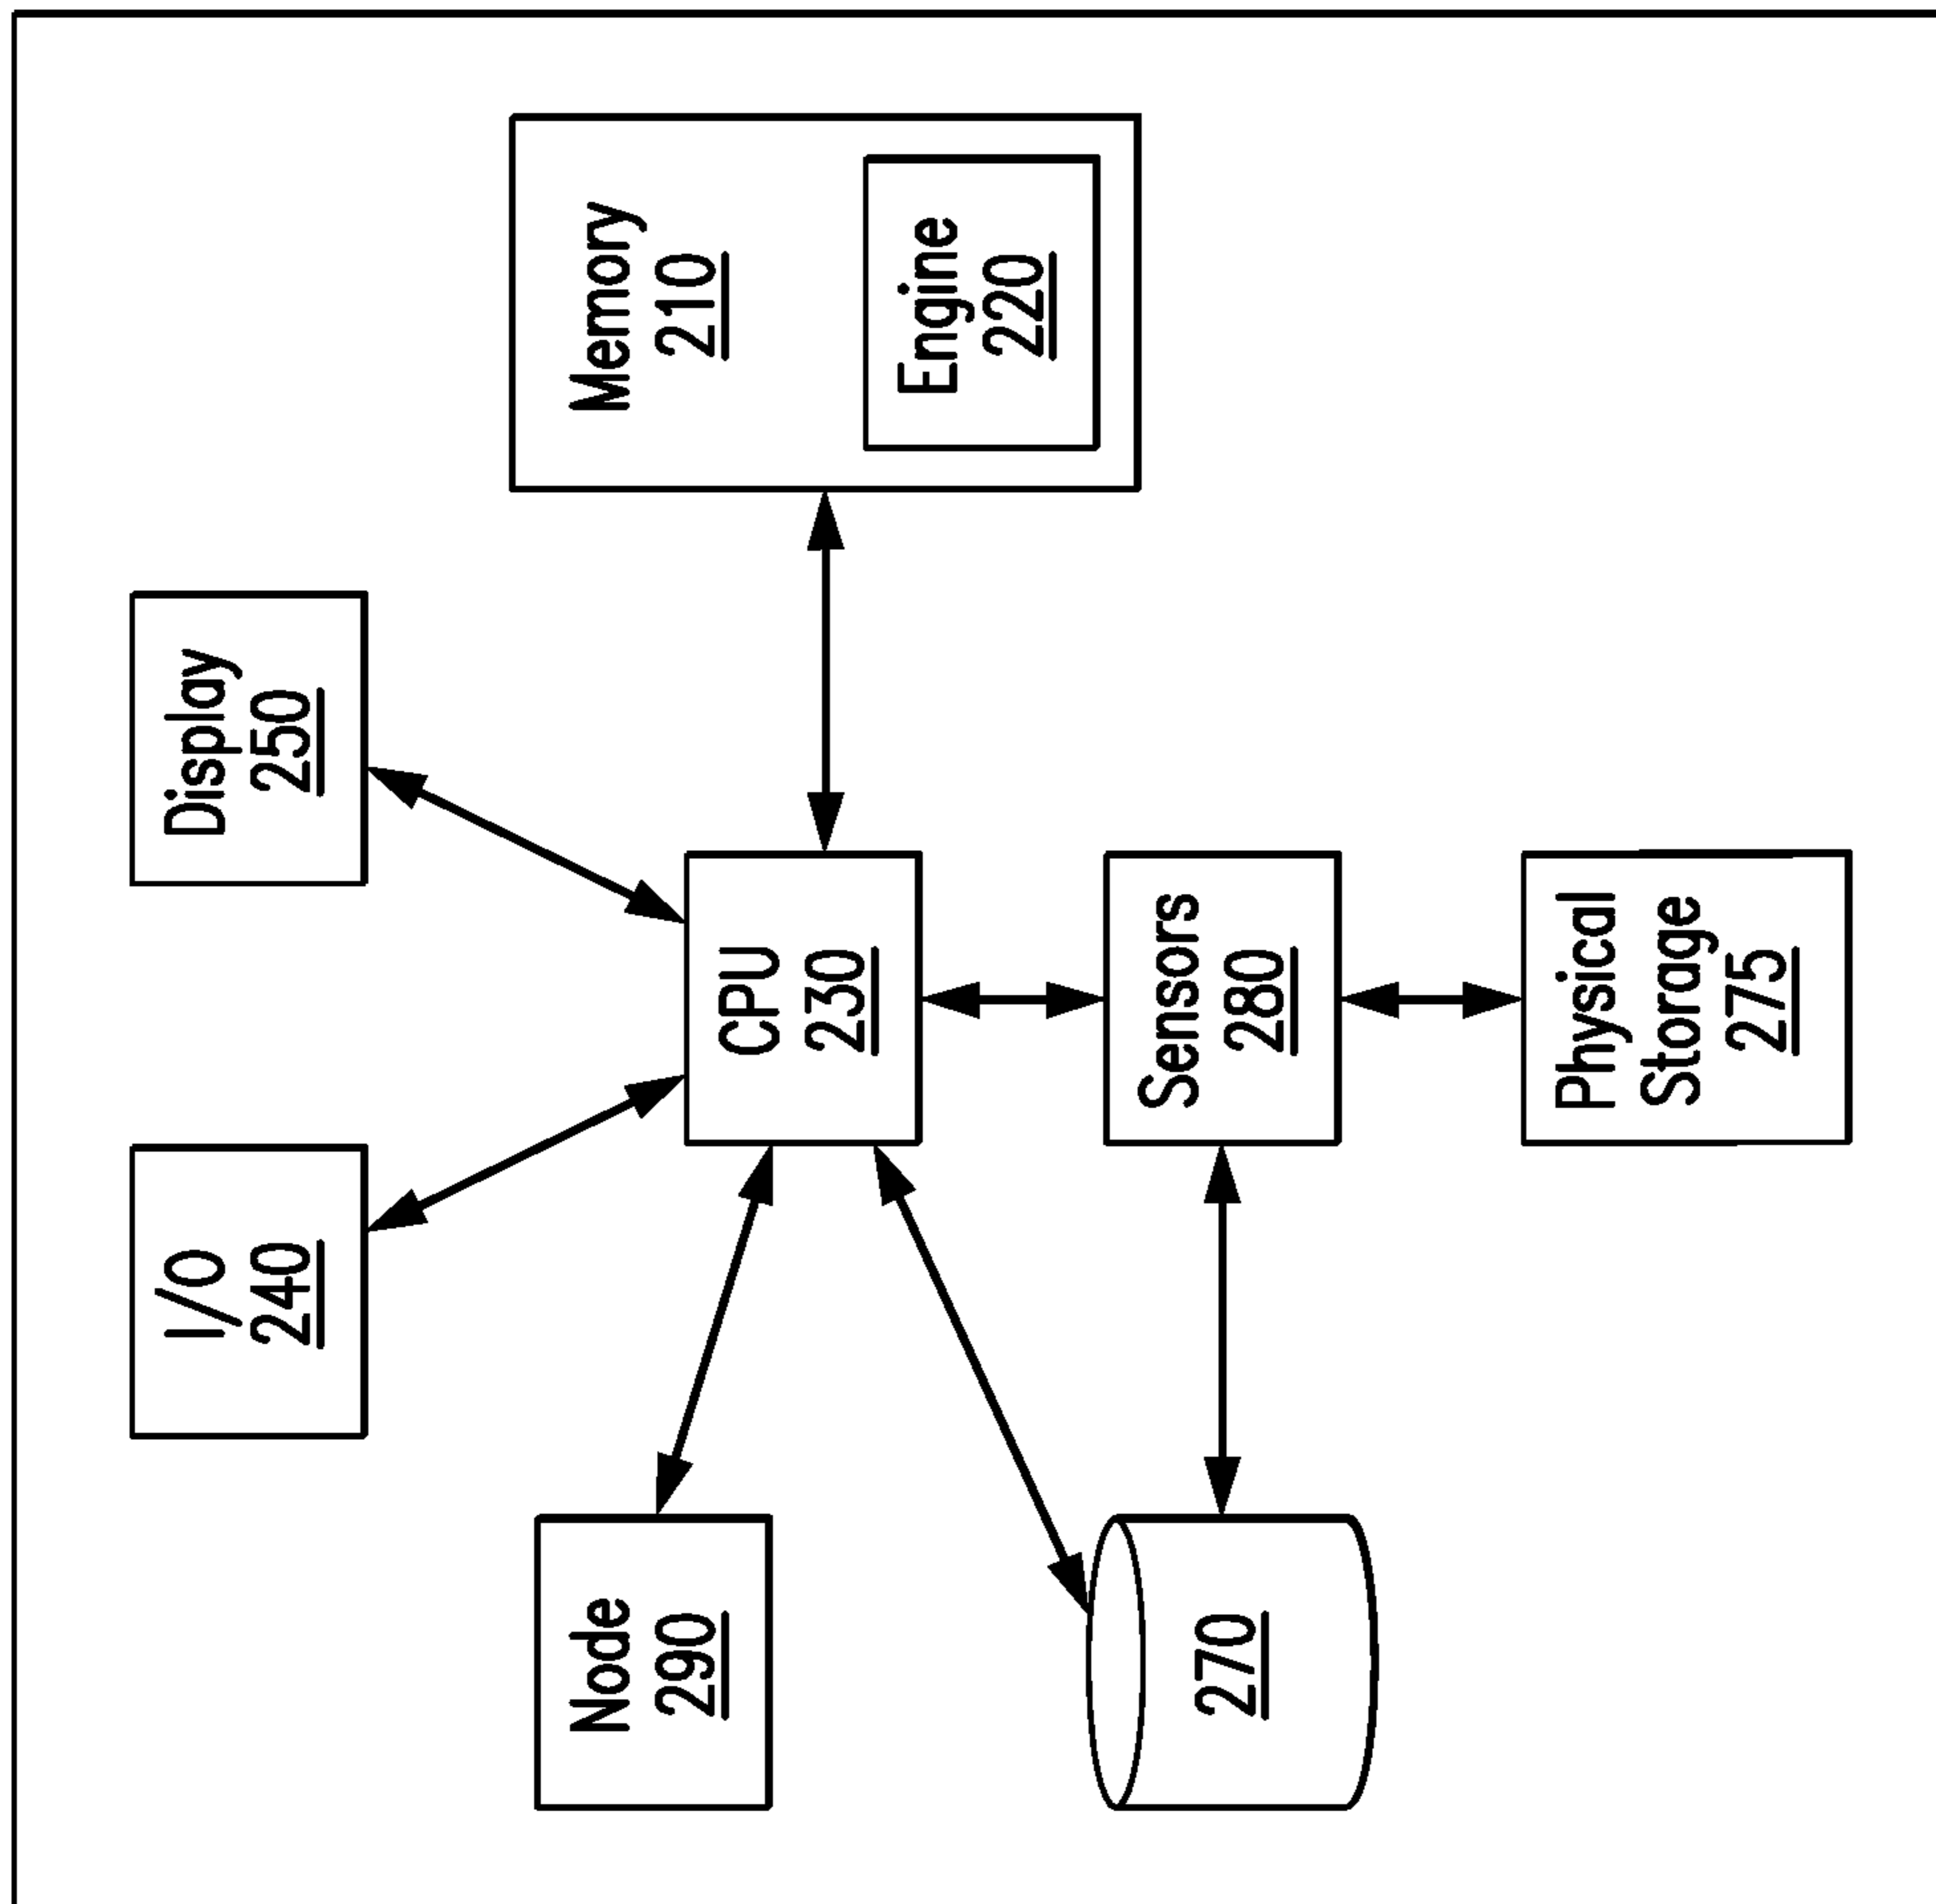 I/O
240
Display
250
Node
290
CPU
230
Memory
210
Engine
220
270
Sensors
280
Physical
Storage
275